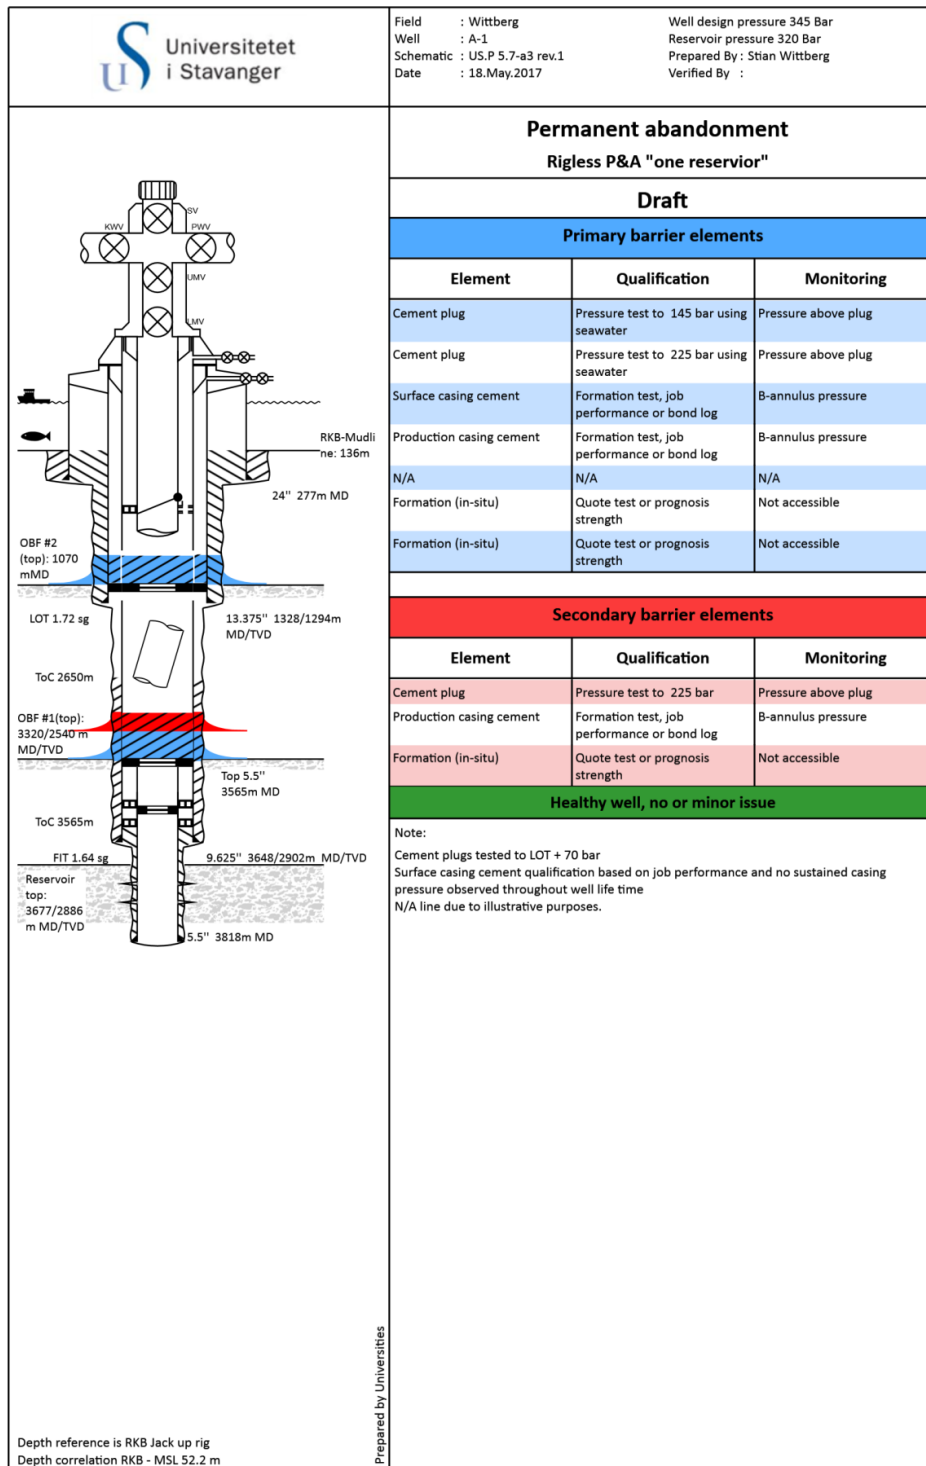 Universitetet
i Stavanger
Field : Wittberg
Well : A-1
Schematic : US.P 5.7-a3 rev.1
Date : 18.May.2017
Well design pressure 345 Bar
Reservoir pressure 320 Bar
Prepared By : Stian Wittberg
Verified By :
Permanent abandonment
Rigless P&A "one reservior"
Draft
Primary barrier elements
Element Qualification Monitoring
Cement plug Pressure test to 145 bar using Pressure above plug
seawater
Cement plug Pressure test to 225 bar using Pressure above plug
seawater
Surface casing cement Formation test, job B-annulus pressure
performance or bond log
Production casing cement Formation test, job B-annulus pressure
performance or bond log
N/A N/A N/A
Formation (in-situ) Quote test or prognosis Not accessible
strength
Formation (in-situ) Quote test or prognosis Not accessible
strength
Secondary barrier elements
Element Qualification Monitoring
Cement plug Pressure test to 225 bar Pressure above plug
Production casing cement Formation test, job B-annulus pressure
performance or bond log
Formation (in-situ) Quote test or prognosis Not accessible
strength
Healthy well, no or minor issue
Note:
Cement plugs tested to LOT + 70 bar
Surface casing cement qualification based on job performance and no sustained casing
pressure observed throughout well life time
N/A line due to illustrative purposes.
SV
KWV PWV
UMV
LMV
RKB-Mudli
ne: 136m
24" 277m MD
OBF #2
(top): 1070
mMD
LOT 1.72 sg
13.375" 1328/1294m
MD/TVD
ToC 2650m
OBF #1(top):
3320/2540 m
MD/TVD
Top 5.5"
3565m MD
ToC 3565m
FIT 1.64 sg
9.625" 3648/2902m MD/TVD
Reservoir
top:
3677/2886
m MD/TVD
5.5" 3818m MD
Prepared by Universities
Depth reference is RKB Jack up rig
Depth correlation RKB - MSL 52.2 m